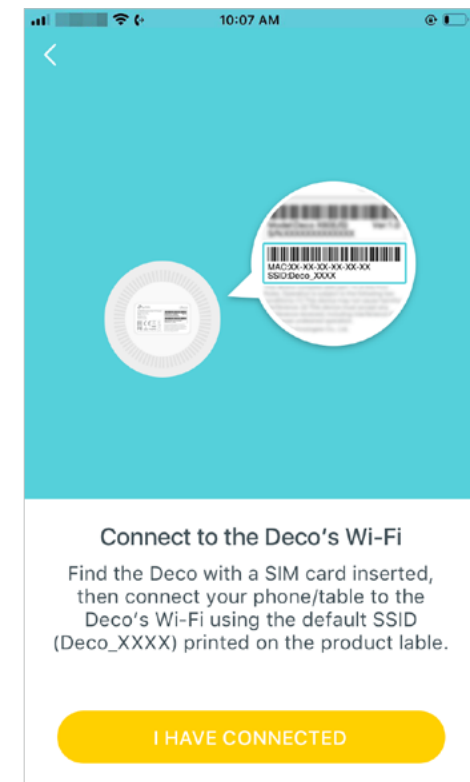 10:07 AM
MAC:XX-XX-XX-XX-XX-XX
SSID:Deco_XXXX
Connect to the Deco's Wi-Fi
Find the Deco with a SIM card inserted,
then connect your phone/table to the
Deco's Wi-Fi using the default SSID
(Deco_XXXX) printed on the product lable.
I HAVE CONNECTED